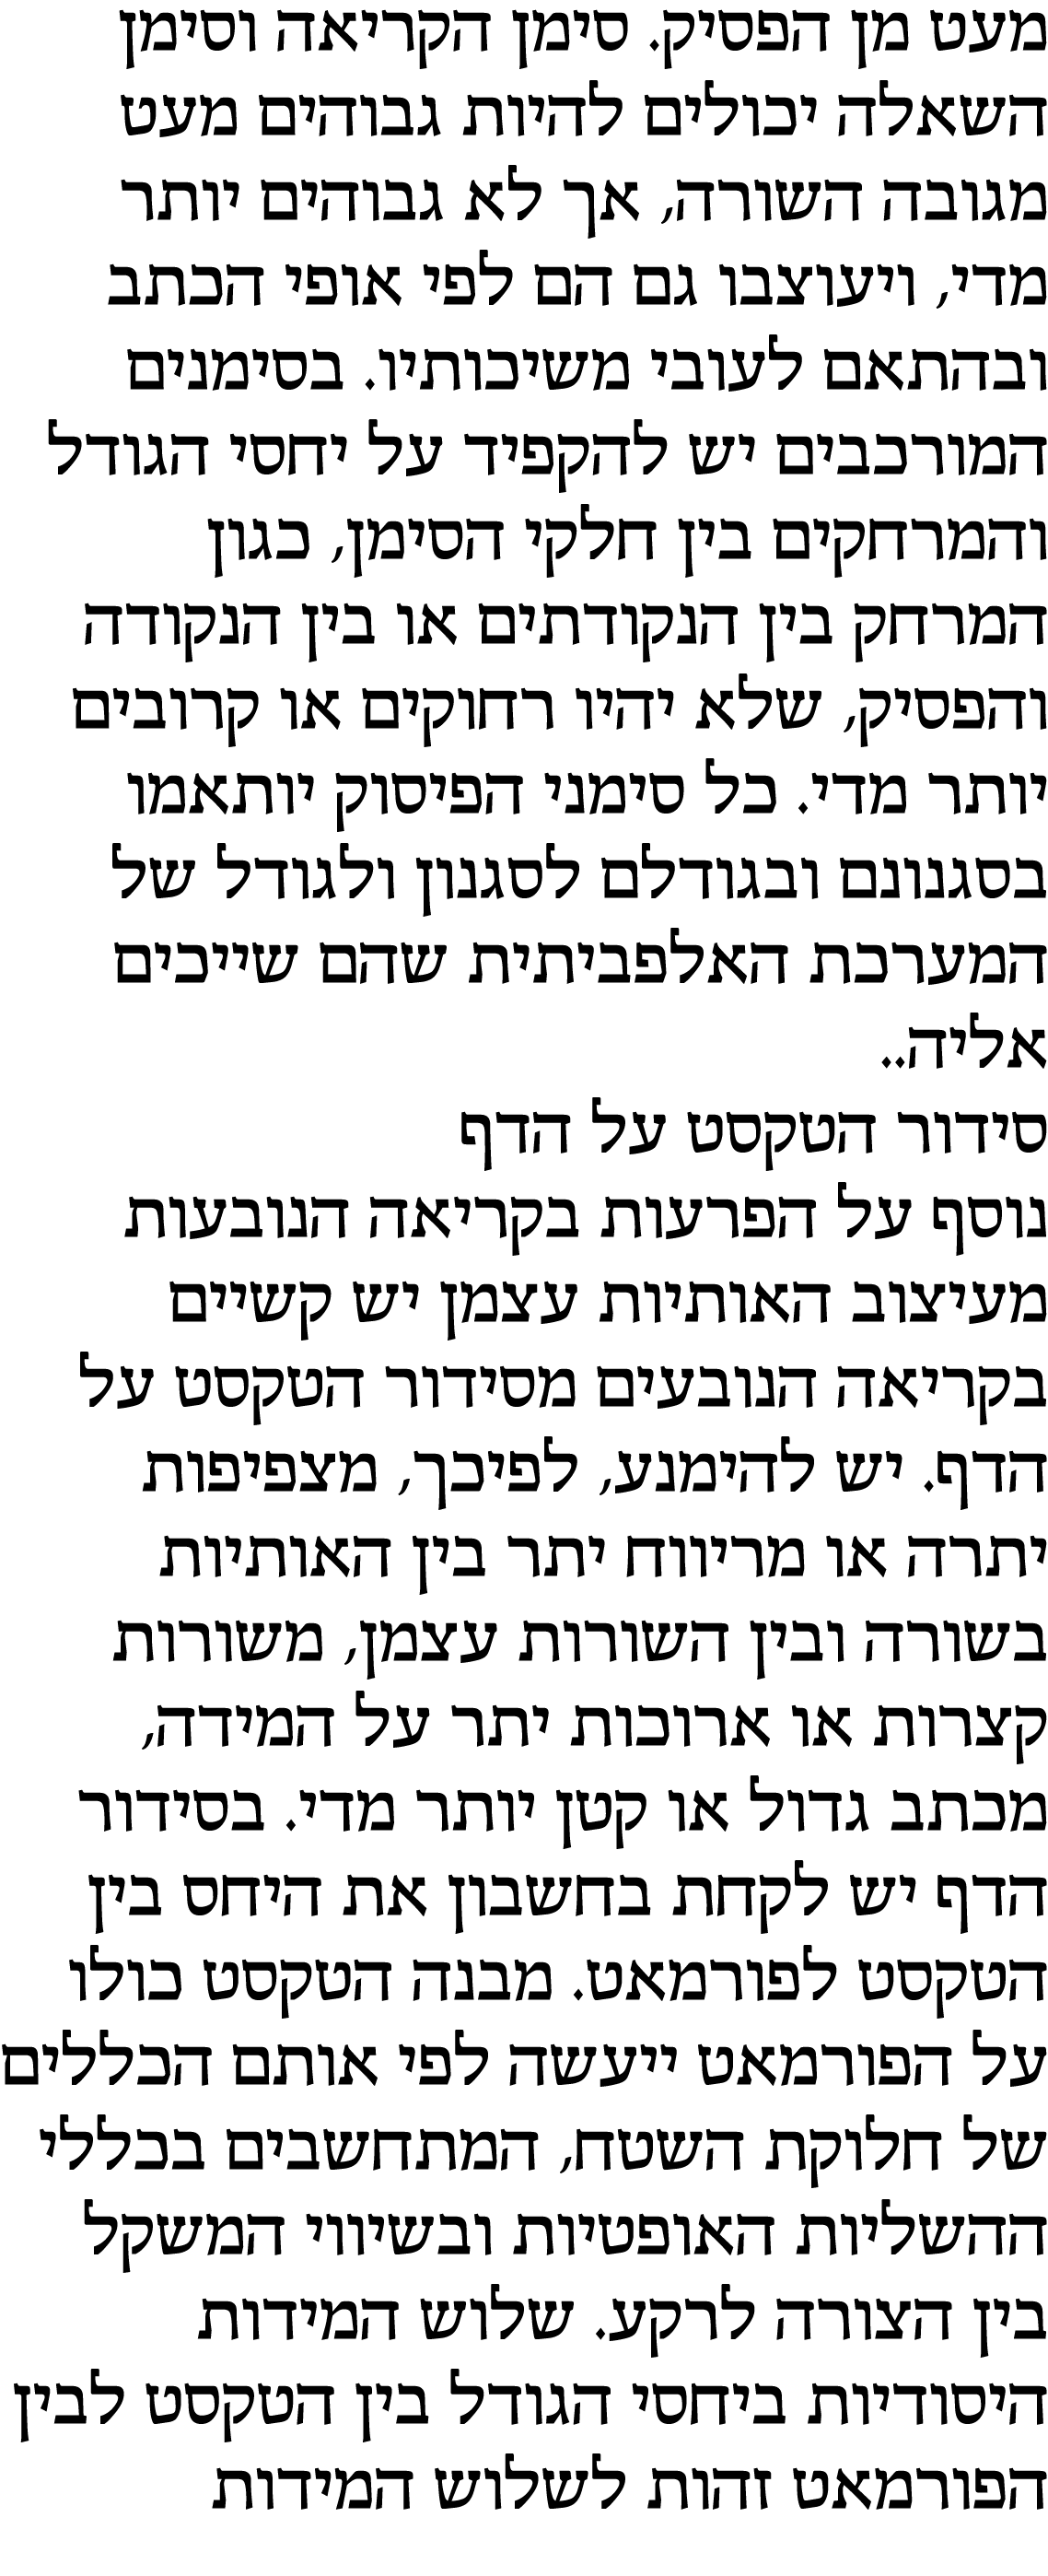 מעט מן הפסיק. סימן הקריאה וסימן
השאלה יכולים להיות גבוהים מעט
מגובה השורה, אך לא גבוהים יותר
מדי, ויעוצבו גם הם לפי אופי הכתב
ובהתאם לעובי משיכותיו. בסימנים
המורכבים יש להקפיד על יחסי הגודל
והמרחקים בין חלקי הסימן, כגון
המרחק בין הנקודתים או בין הנקודה
והפסיק, שלא יהיו רחוקים או קרובים
יותר מדי. כל סימני הפיסוק יותאמו
בסגנונם ובגודלם לסגנון ולגודל של
המערכת האלפביתית שהם שייכים
אליה..
סידור הטקסט על הדף
נוסף על הפרעות בקריאה הנובעות
מעיצוב האותיות עצמן יש קשיים
בקריאה הנובעים מסידור הטקסט על
הדף. יש להימנע, לפיכך, מצפיפות
יתרה או מריווח יתר בין האותיות
בשורה ובין השורות עצמן, משורות
קצרות או ארוכות יתר על המידה,
מכתב גדול או קטן יותר מדי. בסידור
הדף יש לקחת בחשבון את היחס בין
הטקסט לפורמאט. מבנה הטקסט כולו
על הפורמאט ייעשה לפי אותם הכללים
של חלוקת השטח, המתחשבים בכללי
ההשליות האופטיות ובשיווי המשקל
בין הצורה לרקע. שלוש המידות
היסודיות ביחסי הגודל בין הטקסט לבין
הפורמאט זהות לשלוש המידות